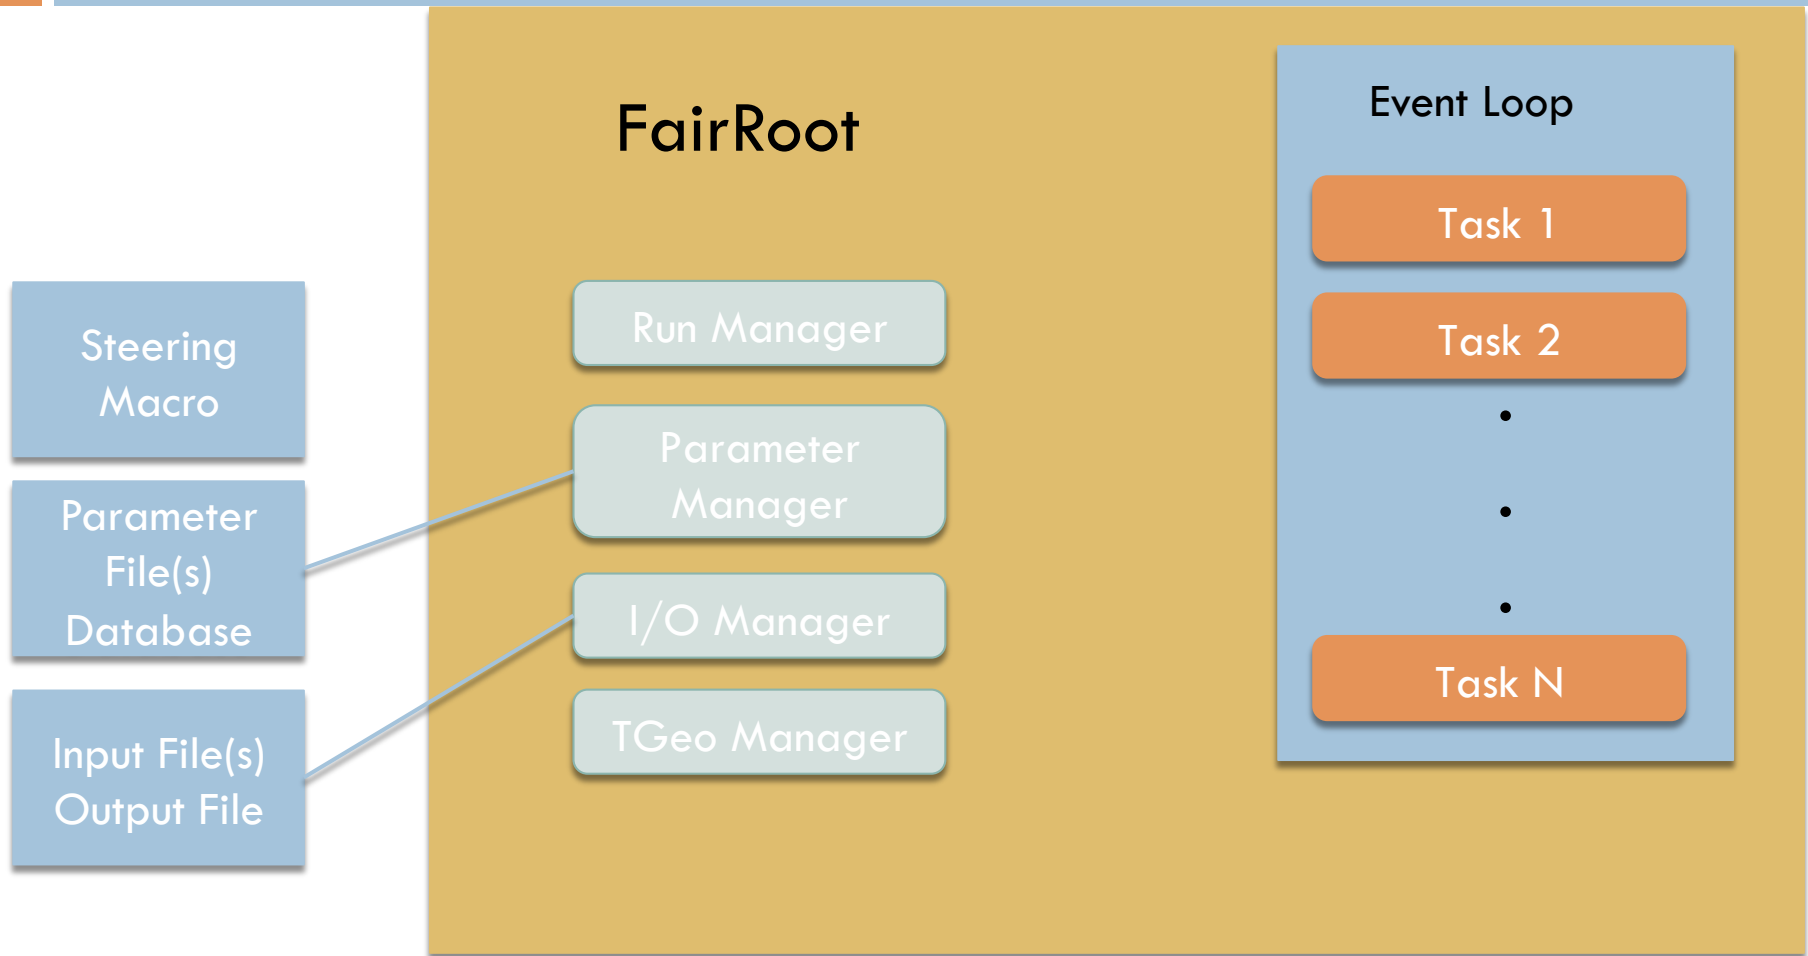 FairRoot
Event Loop
Task 1
Task 2
.
.
.
Task N
Steering
Macro
Parameter
File(s)
Database
Input File(s)
Output File
Run Manager
Parameter
Manager
I/O Manager
TGeo Manager